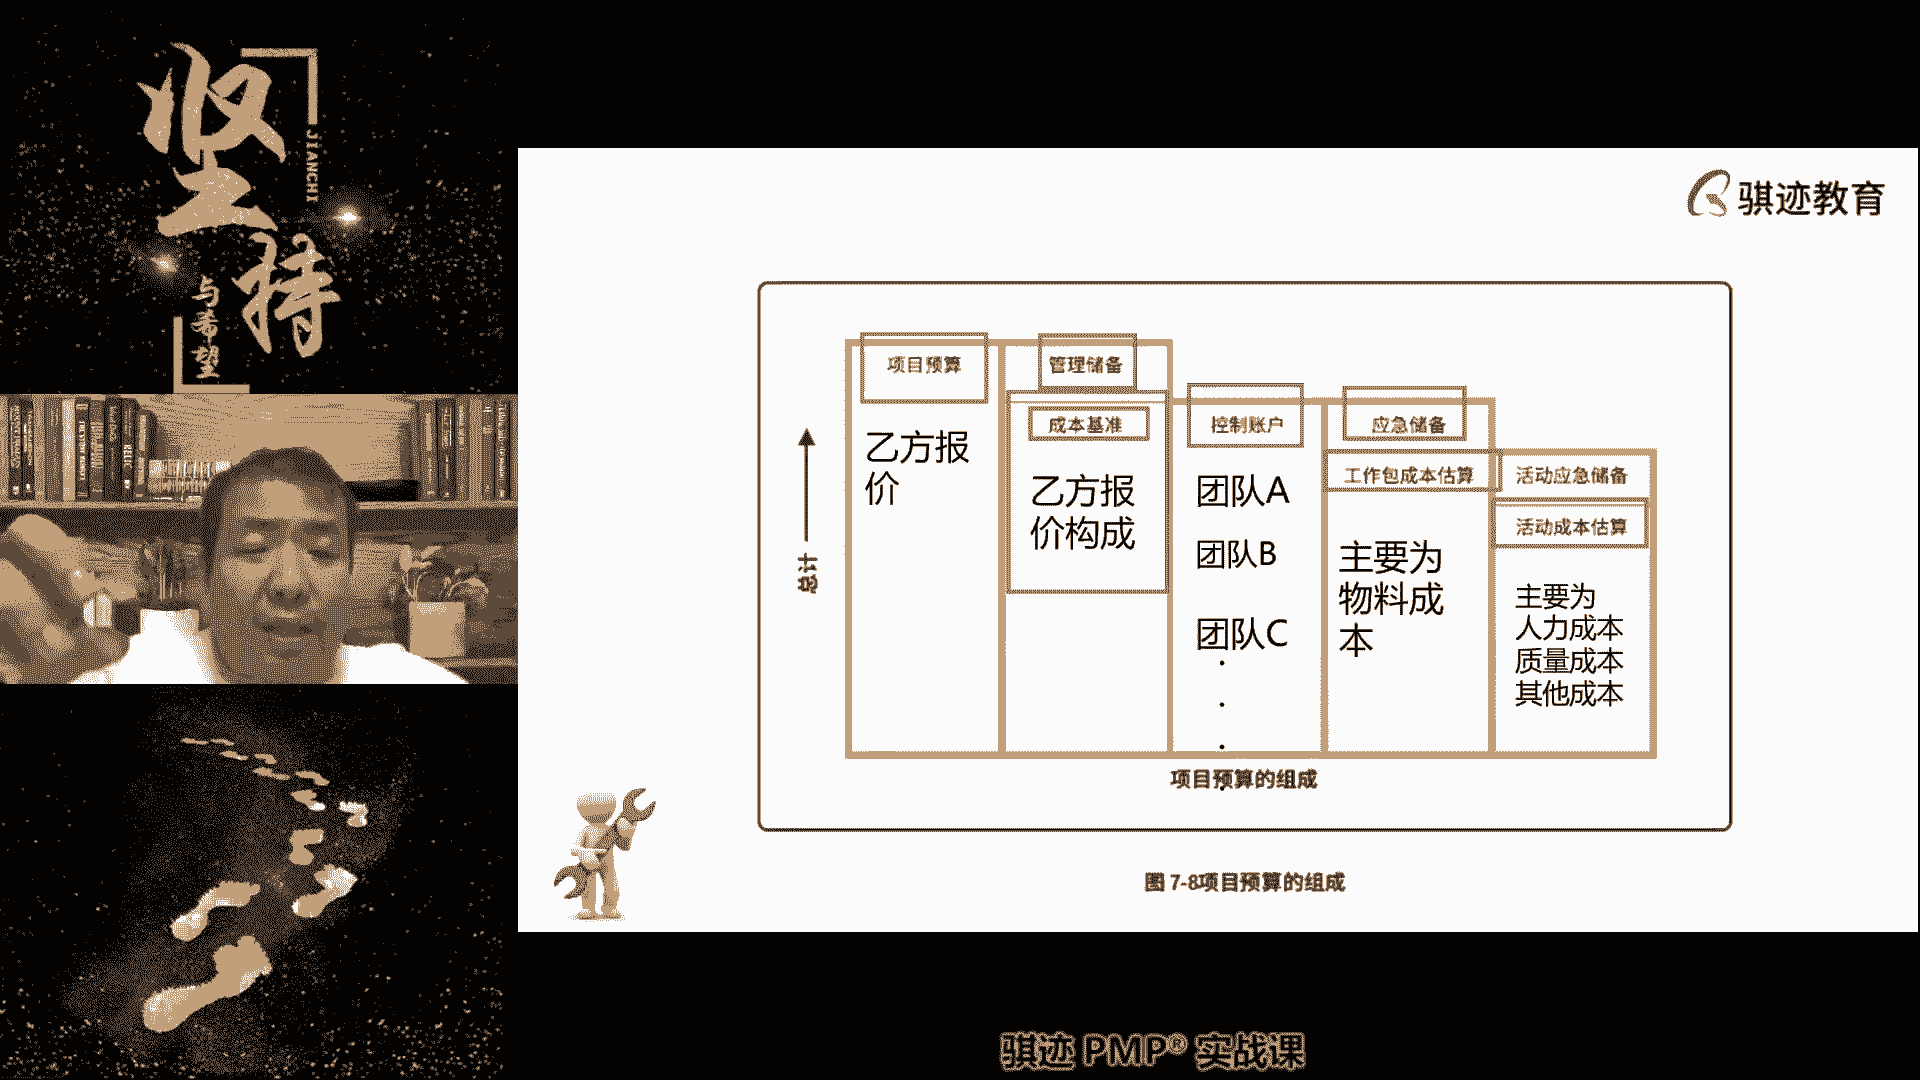 坚持
JIANCHI
与希望
骐迹教育
项目预算
管理储备
成本基准
控制账户
应急储备
工作包成本估算
活动应急储备
活动成本估算
乙方报
价
乙方报
价构成
团队A
团队B
团队C
主要为
物料成
本
主要为
人力成本
质量成本
其他成本
总计
项目预算的组成
图 7-8项目预算的组成
骐迹 PMP® 实战课